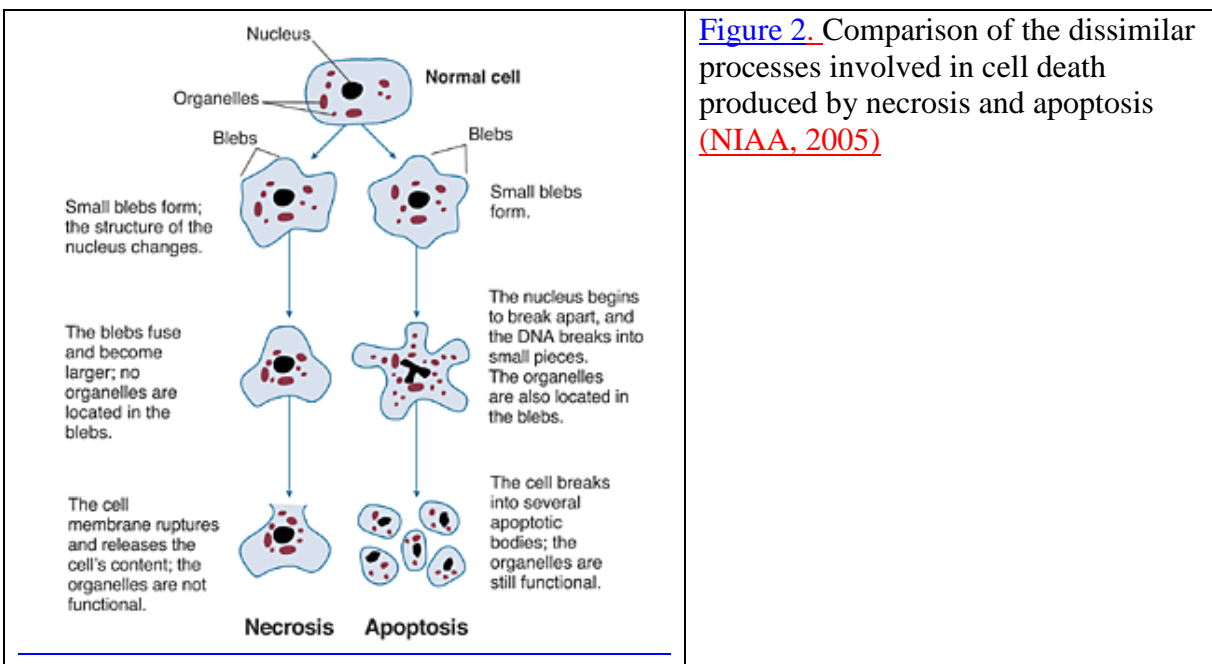 Nucleus
Normal cell
Organelles
Blebs
Blebs
Small blebs form;
the structure of the
nucleus changes.
Small blebs
form.
The blebs fuse
and become
larger; no
organelles are
located in the
blebs.
The nucleus begins
to break apart, and
the DNA breaks into
small pieces.
The organelles
are also located in
the blebs.
The cell
membrane ruptures
and releases the
cell's content; the
organelles are not
functional.
The cell breaks
into several
apoptotic
bodies; the
organelles are
still functional.
Necrosis
Apoptosis
Figure 2. Comparison of the dissimilar
processes involved in cell death
produced by necrosis and apoptosis
(NIAA, 2005)